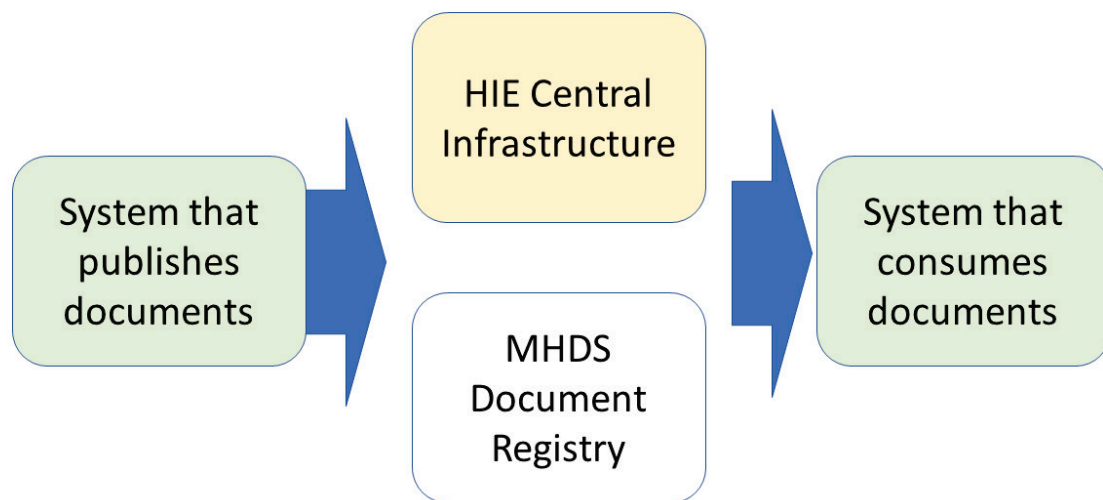 System that
publishes
documents
HIE Central
Infrastructure
MHDS
Document
Registry
System that
consumes
documents